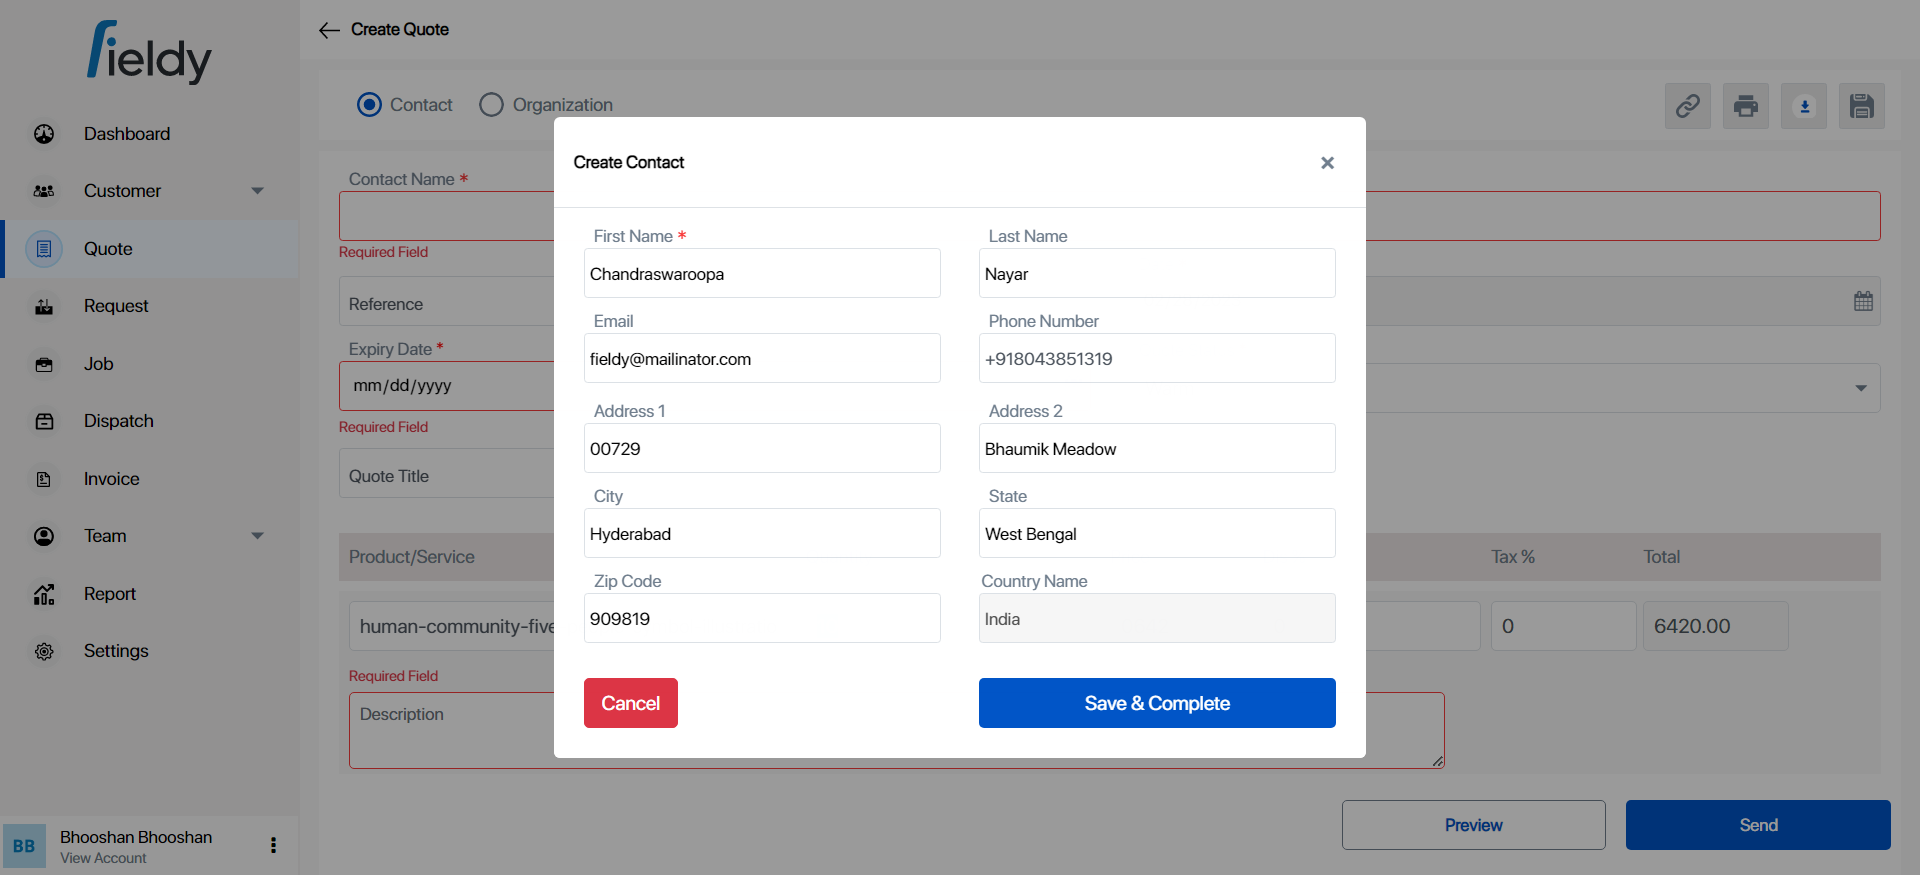 fieldy
Dashboard
Customer
Quote
Request
Job
Dispatch
Invoice
Team
Report
Settings
BB
Bhooshan Bhooshan
View Account
Create Quote
Contact
Organization
Contact Name *
Required Field
Reference
Expiry Date *
mm/dd/yyyy
Required Field
Quote Title
Product/Service
Tax %
Total
human-community-five
0
6420.00
Required Field
Description
Preview
Send
Create Contact
×
First Name *
Last Name
Chandraswaroopa
Nayar
Email
Phone Number
fieldy@mailinator.com
+918043851319
Address 1
Address 2
00729
Bhaumik Meadow
City
State
Hyderabad
West Bengal
Zip Code
Country Name
909819
India
Cancel
Save & Complete